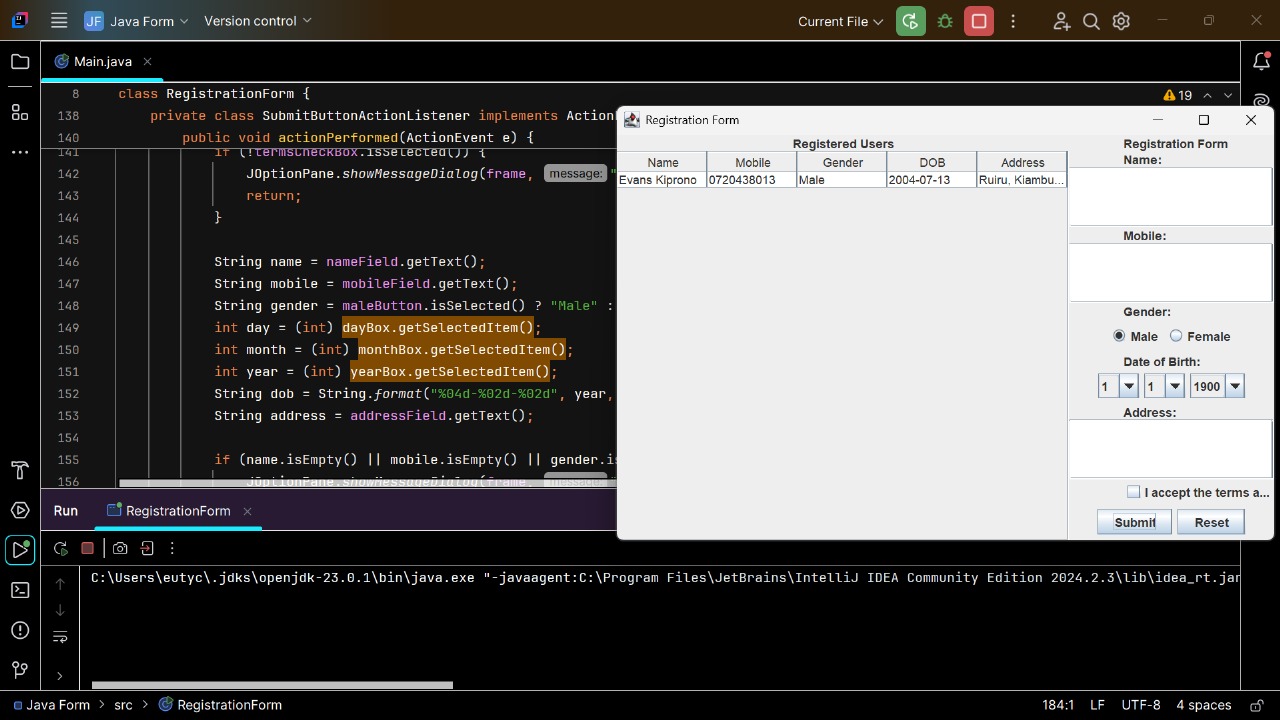 JF Java Form Version control Current File
Main.java
8 class RegistrationForm {
138 private class SubmitButtonActionListener implements Action
140 public void actionPerformed(ActionEvent e) {
141 if (!termsCheckBox.isSelected()) {
142 JOptionPane.showMessageDialog(frame, message: "
143 return;
144 }
145
146 String name = nameField.getText();
147 String mobile = mobileField.getText();
148 String gender = maleButton.isSelected() ? "Male" :
149 int day = (int) dayBox.getSelectedItem();
150 int month = (int) monthBox.getSelectedItem();
151 int year = (int) yearBox.getSelectedItem();
152 String dob = String.format("%04d-%02d-%02d", year,
153 String address = addressField.getText();
154
155 if (name.isEmpty() || mobile.isEmpty() || gender.is
156 JOptionPane.showMessageDialog(frame, message:
19
Registration Form
Registered Users
Name Mobile Gender DOB Address
Evans Kiprono 0720438013 Male 2004-07-13 Ruiru, Kiambu...
Registration Form
Name:
Mobile:
Gender:
Male Female
Date of Birth:
1 1 1900
Address:
I accept the terms a...
Submit Reset
Run RegistrationForm
C:\Users\eutyc\.jdks\openjdk-23.0.1\bin\java.exe "-javaagent:C:\Program Files\JetBrains\IntelliJ IDEA Community Edition 2024.2.3\lib\idea_rt.jar
Java Form > src > RegistrationForm 184:1 LF UTF-8 4 spaces